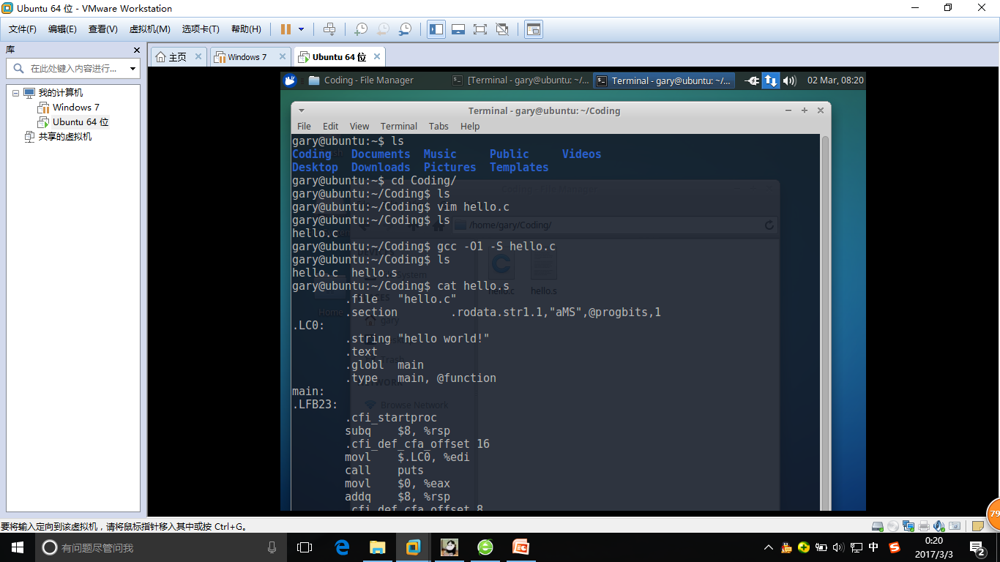 Ubuntu 64 位 - VMware Workstation
文件(F) 编辑(E) 查看(V) 虚拟机(M) 选项卡(T) 帮助(H)
库
在此处键入内容进行...
我的计算机
Windows 7
Ubuntu 64 位
共享的虚拟机
主页 Windows 7 Ubuntu 64 位
Coding - File Manager [Terminal - gary@ubuntu: ~/... Terminal - gary@ubuntu: ~/... 02 Mar, 08:20
Terminal - gary@ubuntu: ~/Coding
File Edit View Terminal Tabs Help
gary@ubuntu:~$ ls
Coding Documents Music Public Videos
Desktop Downloads Pictures Templates
gary@ubuntu:~$ cd Coding/
gary@ubuntu:~/Coding$ ls
gary@ubuntu:~/Coding$ vim hello.c
gary@ubuntu:~/Coding$ ls
/home/gary/Coding/
hello.c
gary@ubuntu:~/Coding$ gcc -O1 -S hello.c
gary@ubuntu:~/Coding$ ls
hello.c hello.s
gary@ubuntu:~/Coding$ cat hello.s
hello.c hello.s
.file "hello.c"
.section .rodata.str1.1,"aMS",@progbits,1
Home
gary
.LC0:
.string "hello world!"
.text
Trash
.globl main
.type main, @function
NETWORK
main:
.LFB23:
Browse Network
.cfi_startproc
subq $8, %rsp
.cfi_def_cfa_offset 16
movl $.LC0, %edi
call puts
movl $0, %eax
addq $8, %rsp
.cfi_def_cfa_offset 8
要将输入定向到该虚拟机，请将鼠标指针移入其中或按 Ctrl+G。
79
有问题尽管问我
中
0:20
2017/3/3
2